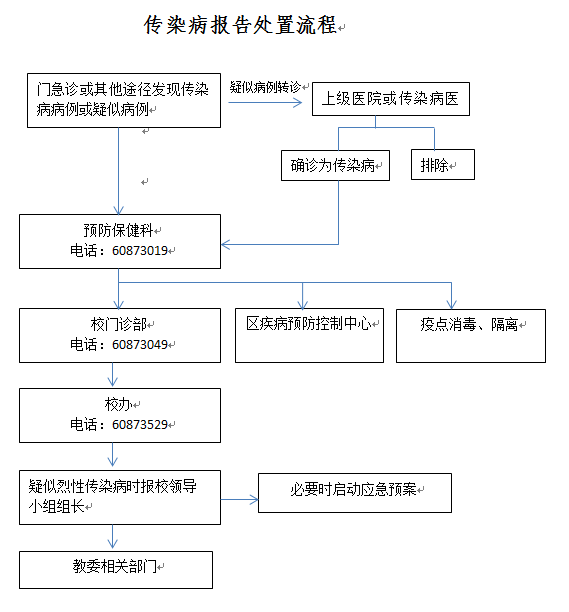 传染病报告处置流程
门急诊或其他途径发现传染
病病例或疑似病例
疑似病例转诊
上级医院或传染病医
确诊为传染病
排除
预防保健科
电话：60873019
校门诊部
电话：60873049
区疾病预防控制中心
疫点消毒、隔离
校办
电话：60873529
疑似烈性传染病时报校领导
小组组长
必要时启动应急预案
教委相关部门